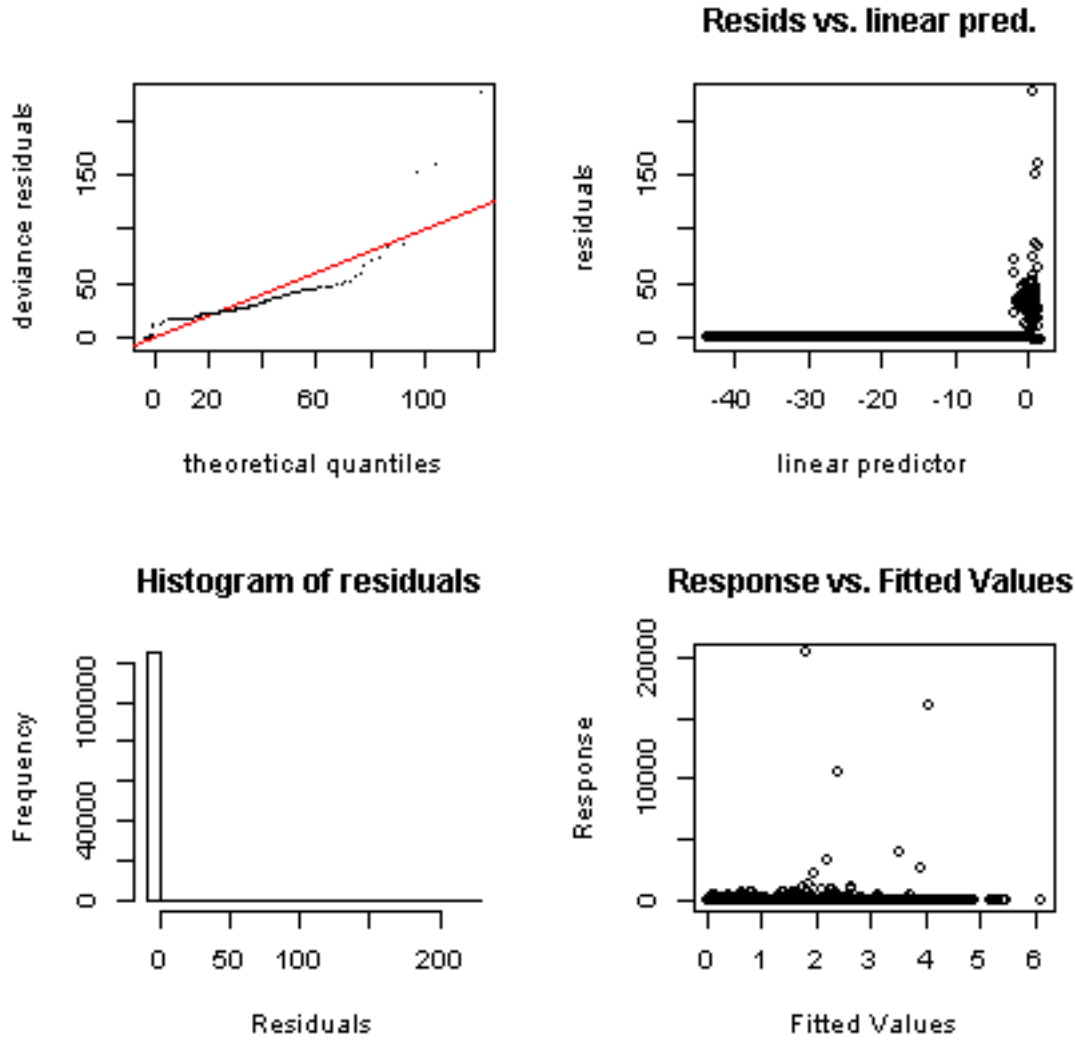 deviance residuals
0 50 150
0 20 60 100
theoretical quantiles
Resids vs. linear pred.
residuals
0 50 150
-40 -30 -20 -10 0
linear predictor
Histogram of residuals
Frequency
0 40000 100000
0 50 100 200
Residuals
Response vs. Fitted Values
Response
0 10000 20000
0 1 2 3 4 5 6
Fitted Values